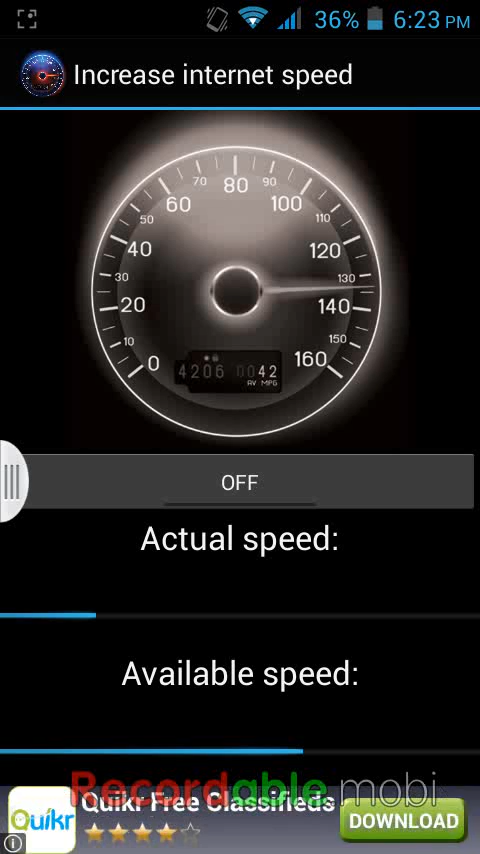 36% 6:23 PM
Increase internet speed
0 10 20 30 40 50 60 70 80 90 100 110 120 130 140 150 160
4206 0042
AV MPG
OFF
Actual speed:
Available speed:
Recordable.mobi
Quikr
Quikr Free Classifieds
DOWNLOAD
i